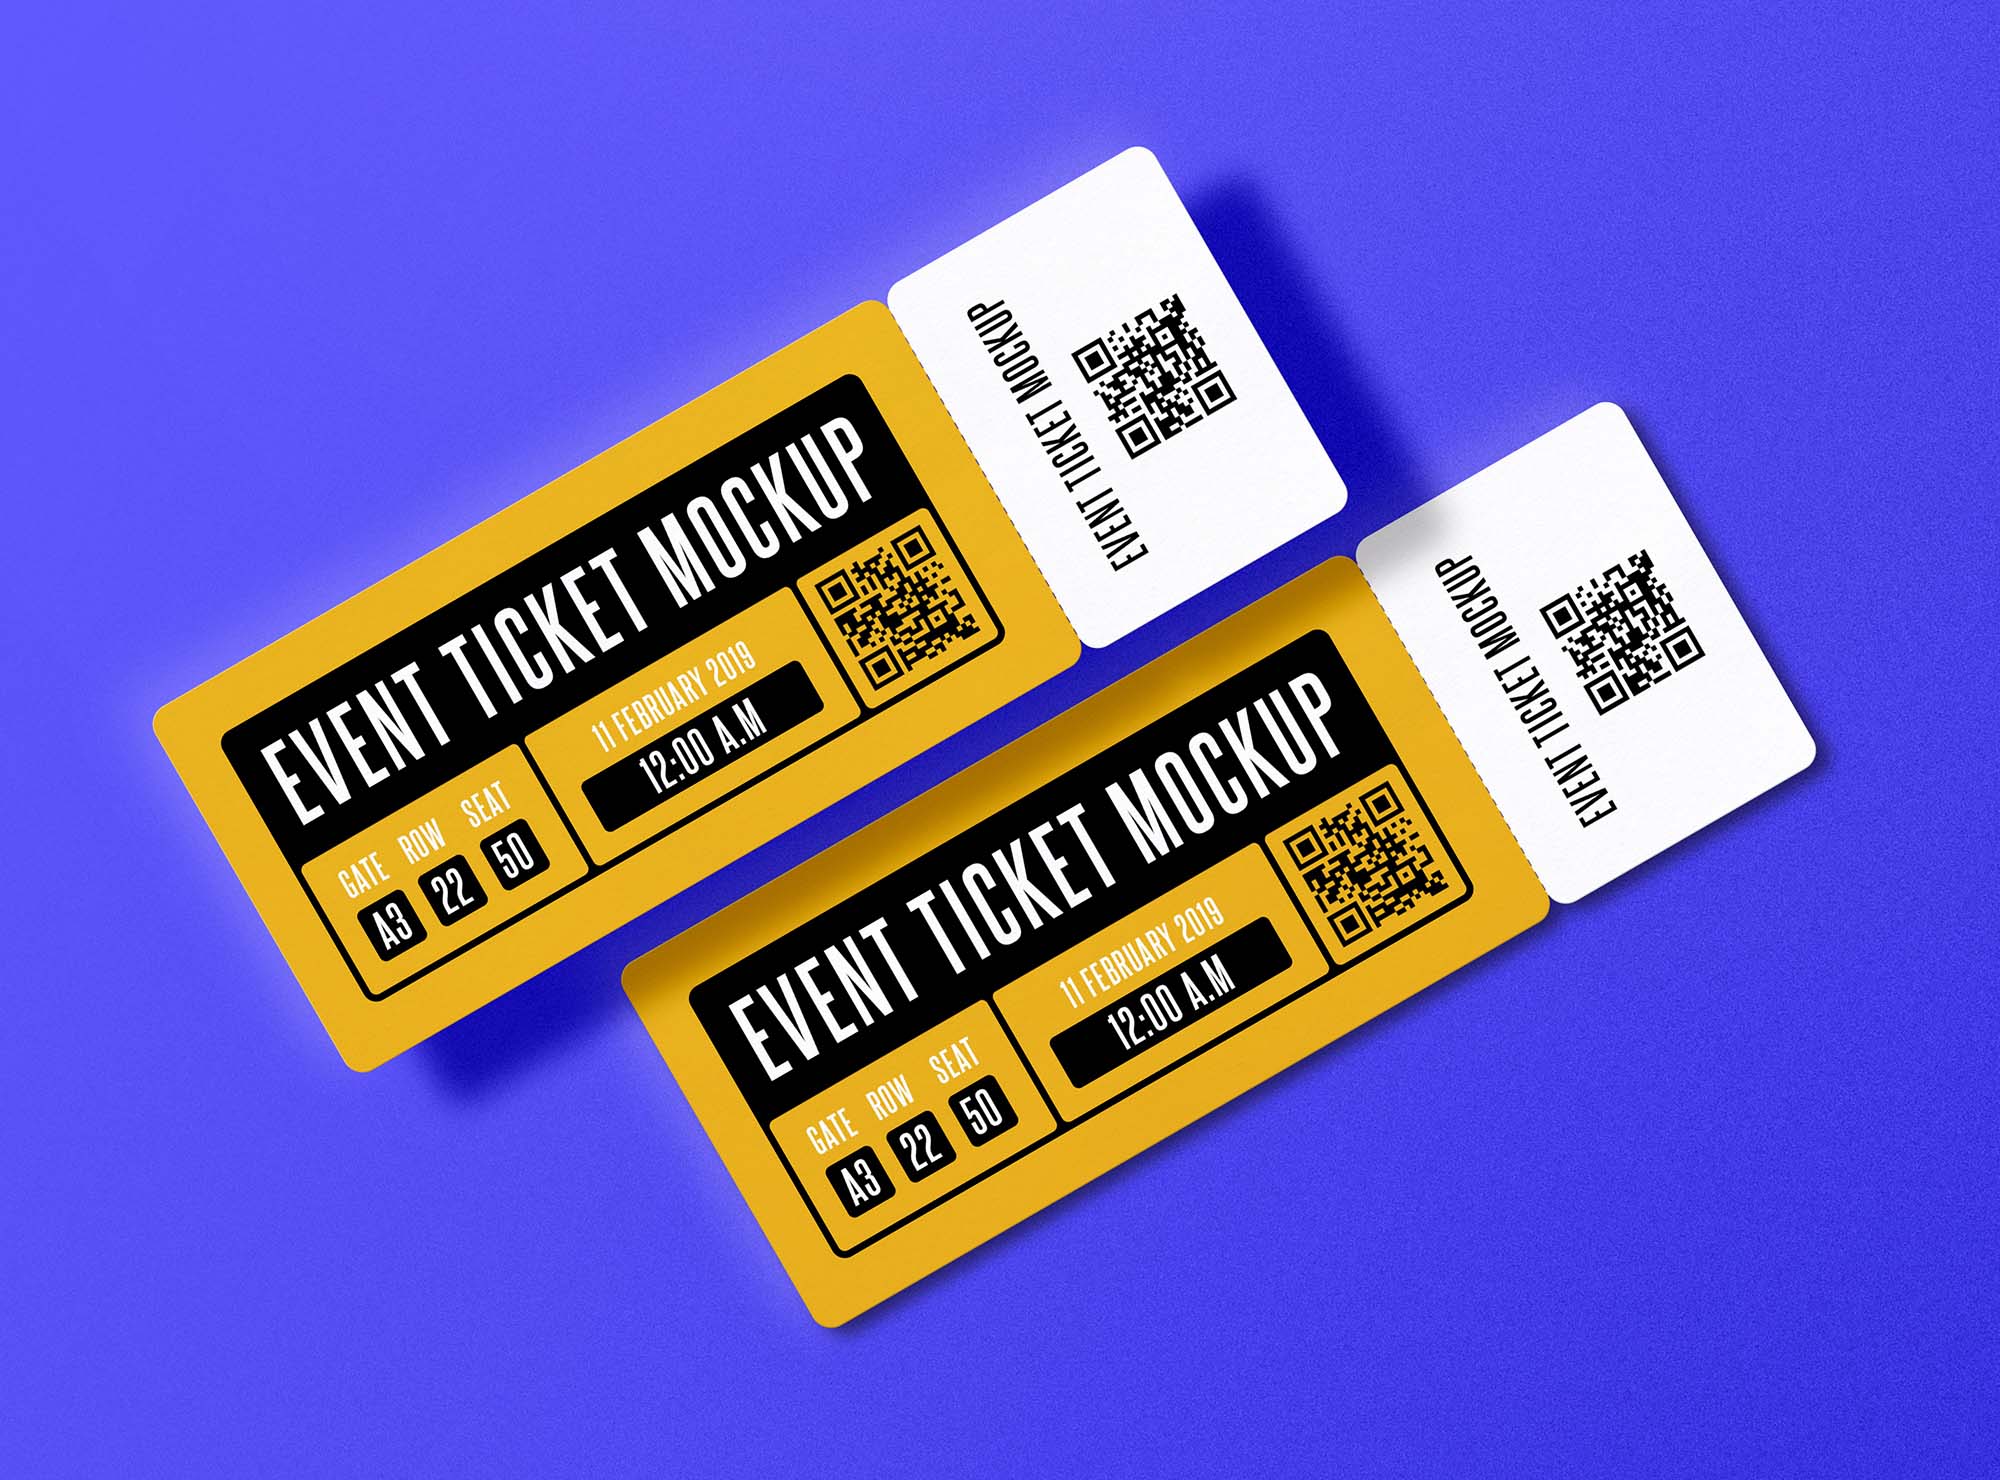 EVENT TICKET MOCKUP
11 FEBRUARY 2019
12:00 A.M
GATE ROW SEAT
A3 22 50
EVENT TICKET MOCKUP
EVENT TICKET MOCKUP
11 FEBRUARY 2019
12:00 A.M
GATE ROW SEAT
A3 22 50
EVENT TICKET MOCKUP